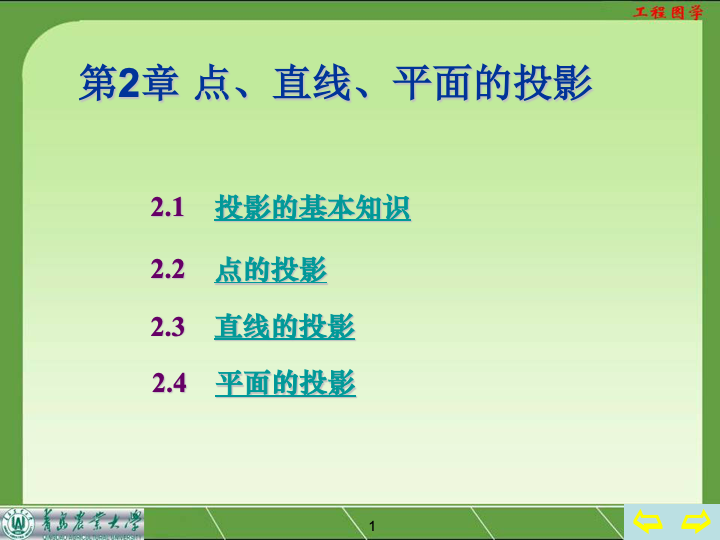 工程图学
第2章 点、直线、平面的投影
2.1 投影的基本知识
2.2 点的投影
2.3 直线的投影
2.4 平面的投影
青岛农业大学
QINGDAO AGRICULTURAL UNIVERSITY
1